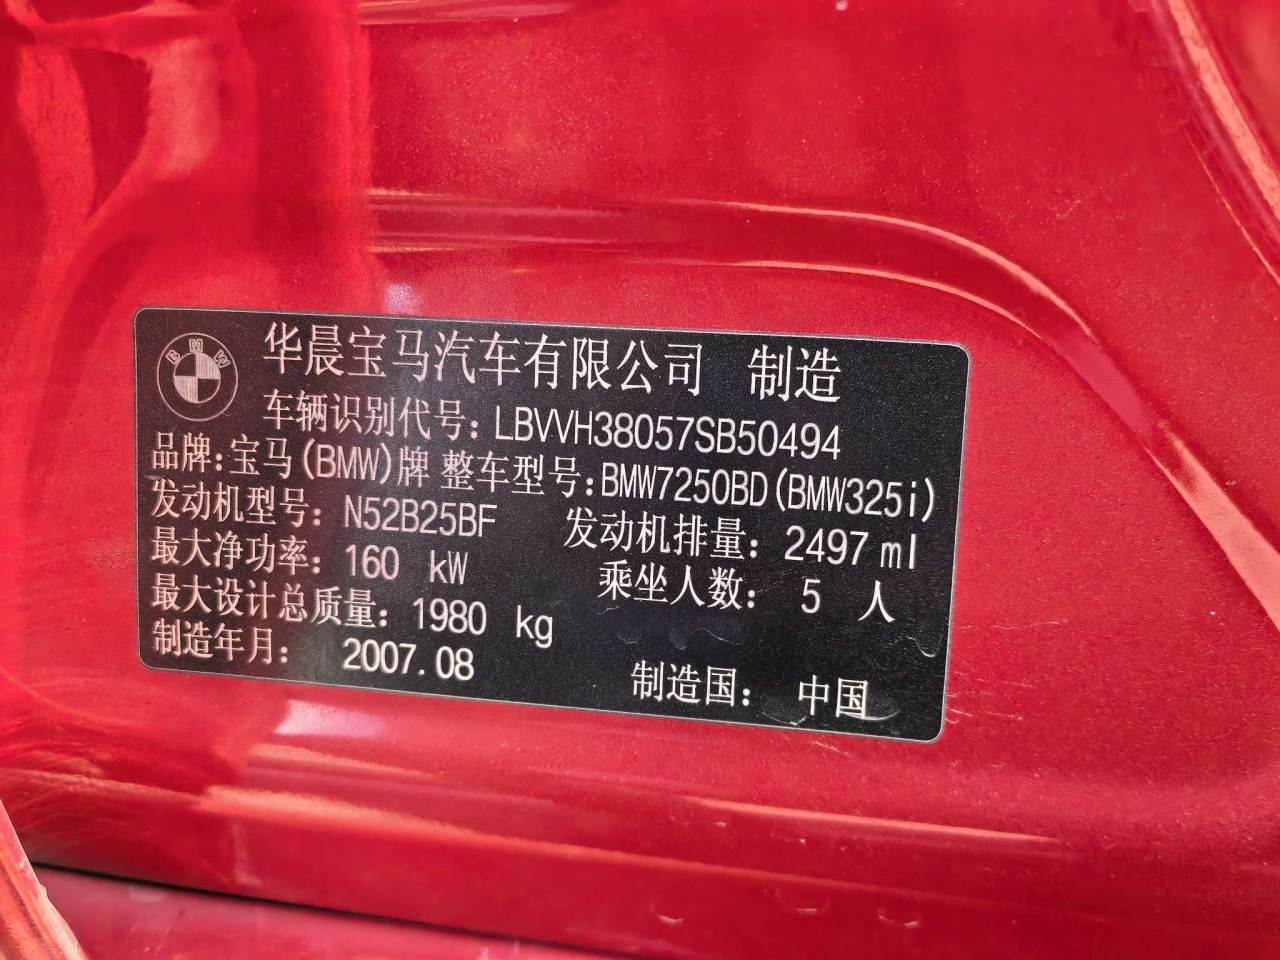 BMW
华晨宝马汽车有限公司 制造
车辆识别代号: LBVVH38057SB50494
品牌:宝马(BMW)牌 整车型号:BMW7250BD(BMW325i)
发动机型号: N52B25BF 发动机排量: 2497 ml
最大净功率: 160 kW 乘坐人数: 5 人
最大设计总质量: 1980 kg
制造年月: 2007.08 制造国: 中国